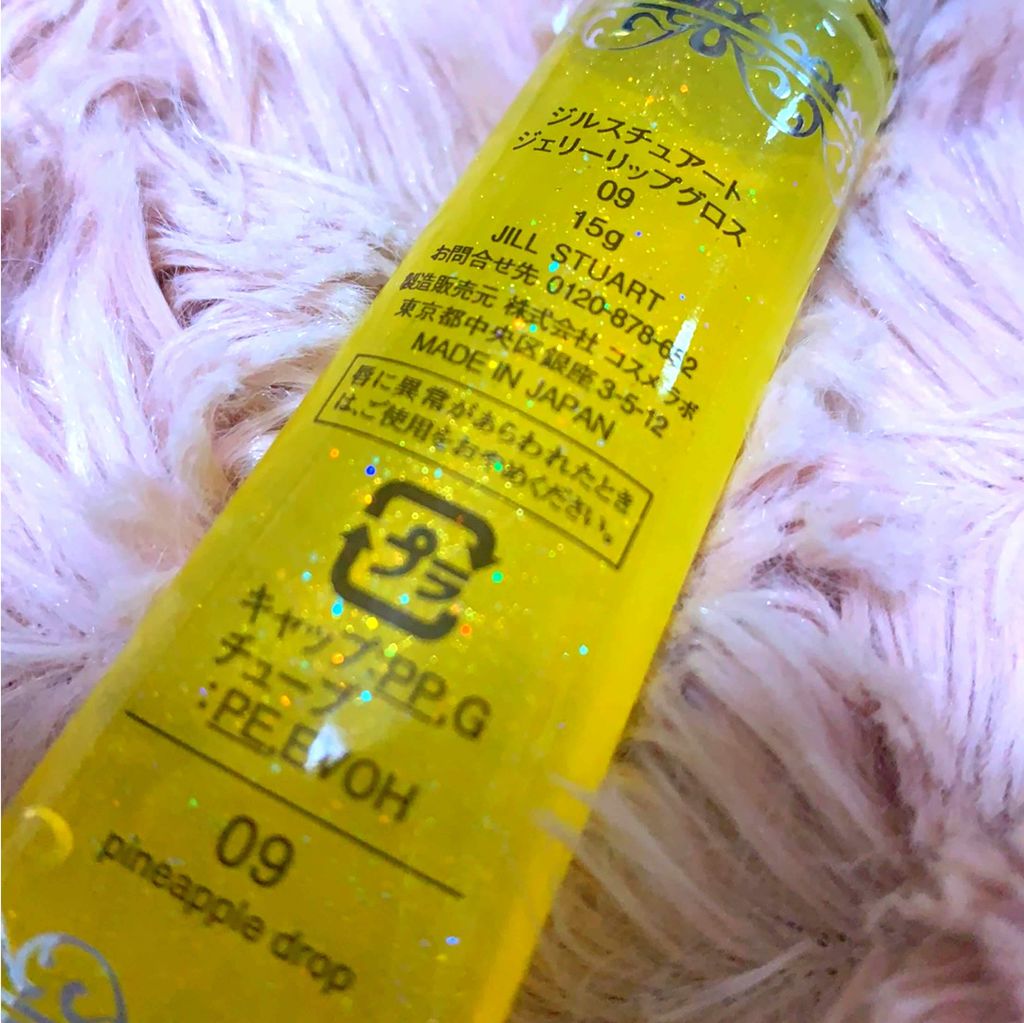 ジルスチュアート
ジェリーリップグロス
09
15g
JILL STUART
お問合せ先 0120-878-652
製造販売元 株式会社 コスメラボ
東京都中央区銀座3-5-12
MADE IN JAPAN
唇に異常があらわれたとき
は、ご使用をおやめください。
プラ
キャップ:PP,G
チューブ
:PE,EVOH
09
pineapple drop